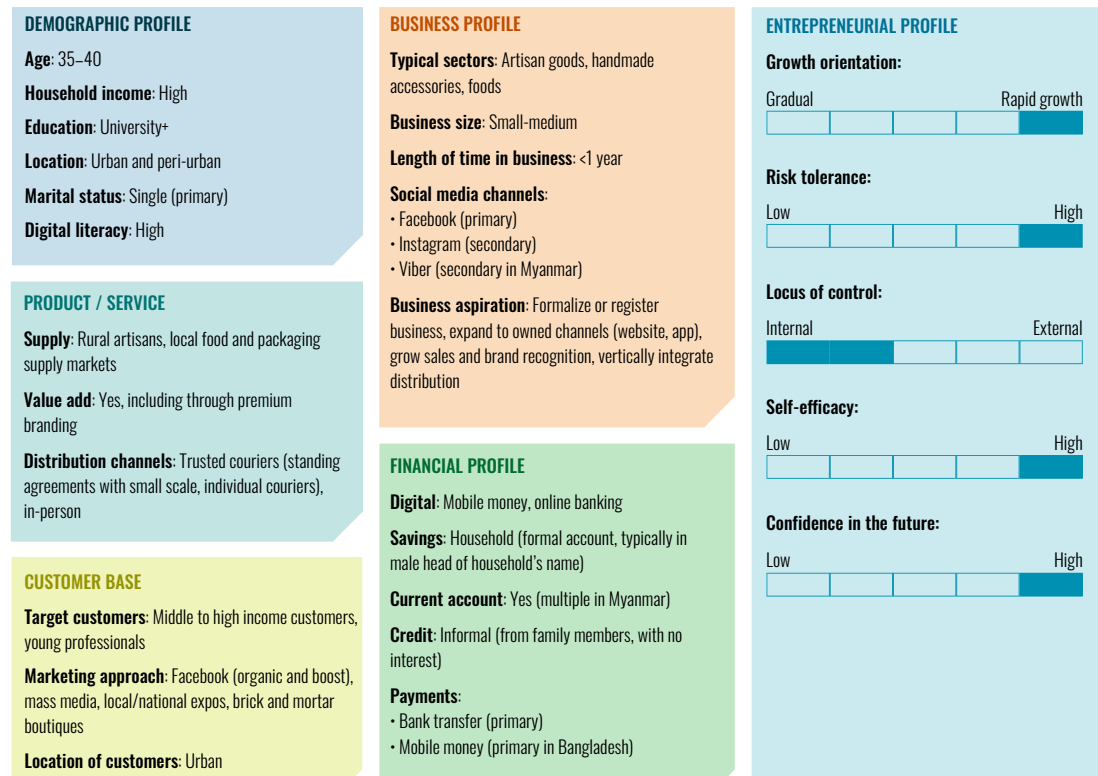 DEMOGRAPHIC PROFILE
Age: 35–40
Household income: High
Education: University+
Location: Urban and peri-urban
Marital status: Single (primary)
Digital literacy: High
PRODUCT / SERVICE
Supply: Rural artisans, local food and packaging
supply markets
Value add: Yes, including through premium
branding
Distribution channels: Trusted couriers (standing
agreements with small scale, individual couriers),
in-person
CUSTOMER BASE
Target customers: Middle to high income customers,
young professionals
Marketing approach: Facebook (organic and boost),
mass media, local/national expos, brick and mortar
boutiques
Location of customers: Urban
BUSINESS PROFILE
Typical sectors: Artisan goods, handmade
accessories, foods
Business size: Small-medium
Length of time in business: <1 year
Social media channels:
• Facebook (primary)
• Instagram (secondary)
• Viber (secondary in Myanmar)
Business aspiration: Formalize or register
business, expand to owned channels (website, app),
grow sales and brand recognition, vertically integrate
distribution
FINANCIAL PROFILE
Digital: Mobile money, online banking
Savings: Household (formal account, typically in
male head of household's name)
Current account: Yes (multiple in Myanmar)
Credit: Informal (from family members, with no
interest)
Payments:
• Bank transfer (primary)
• Mobile money (primary in Bangladesh)
ENTREPRENEURIAL PROFILE
Growth orientation:
Gradual Rapid growth
Risk tolerance:
Low High
Locus of control:
Internal External
Self-efficacy:
Low High
Confidence in the future:
Low High